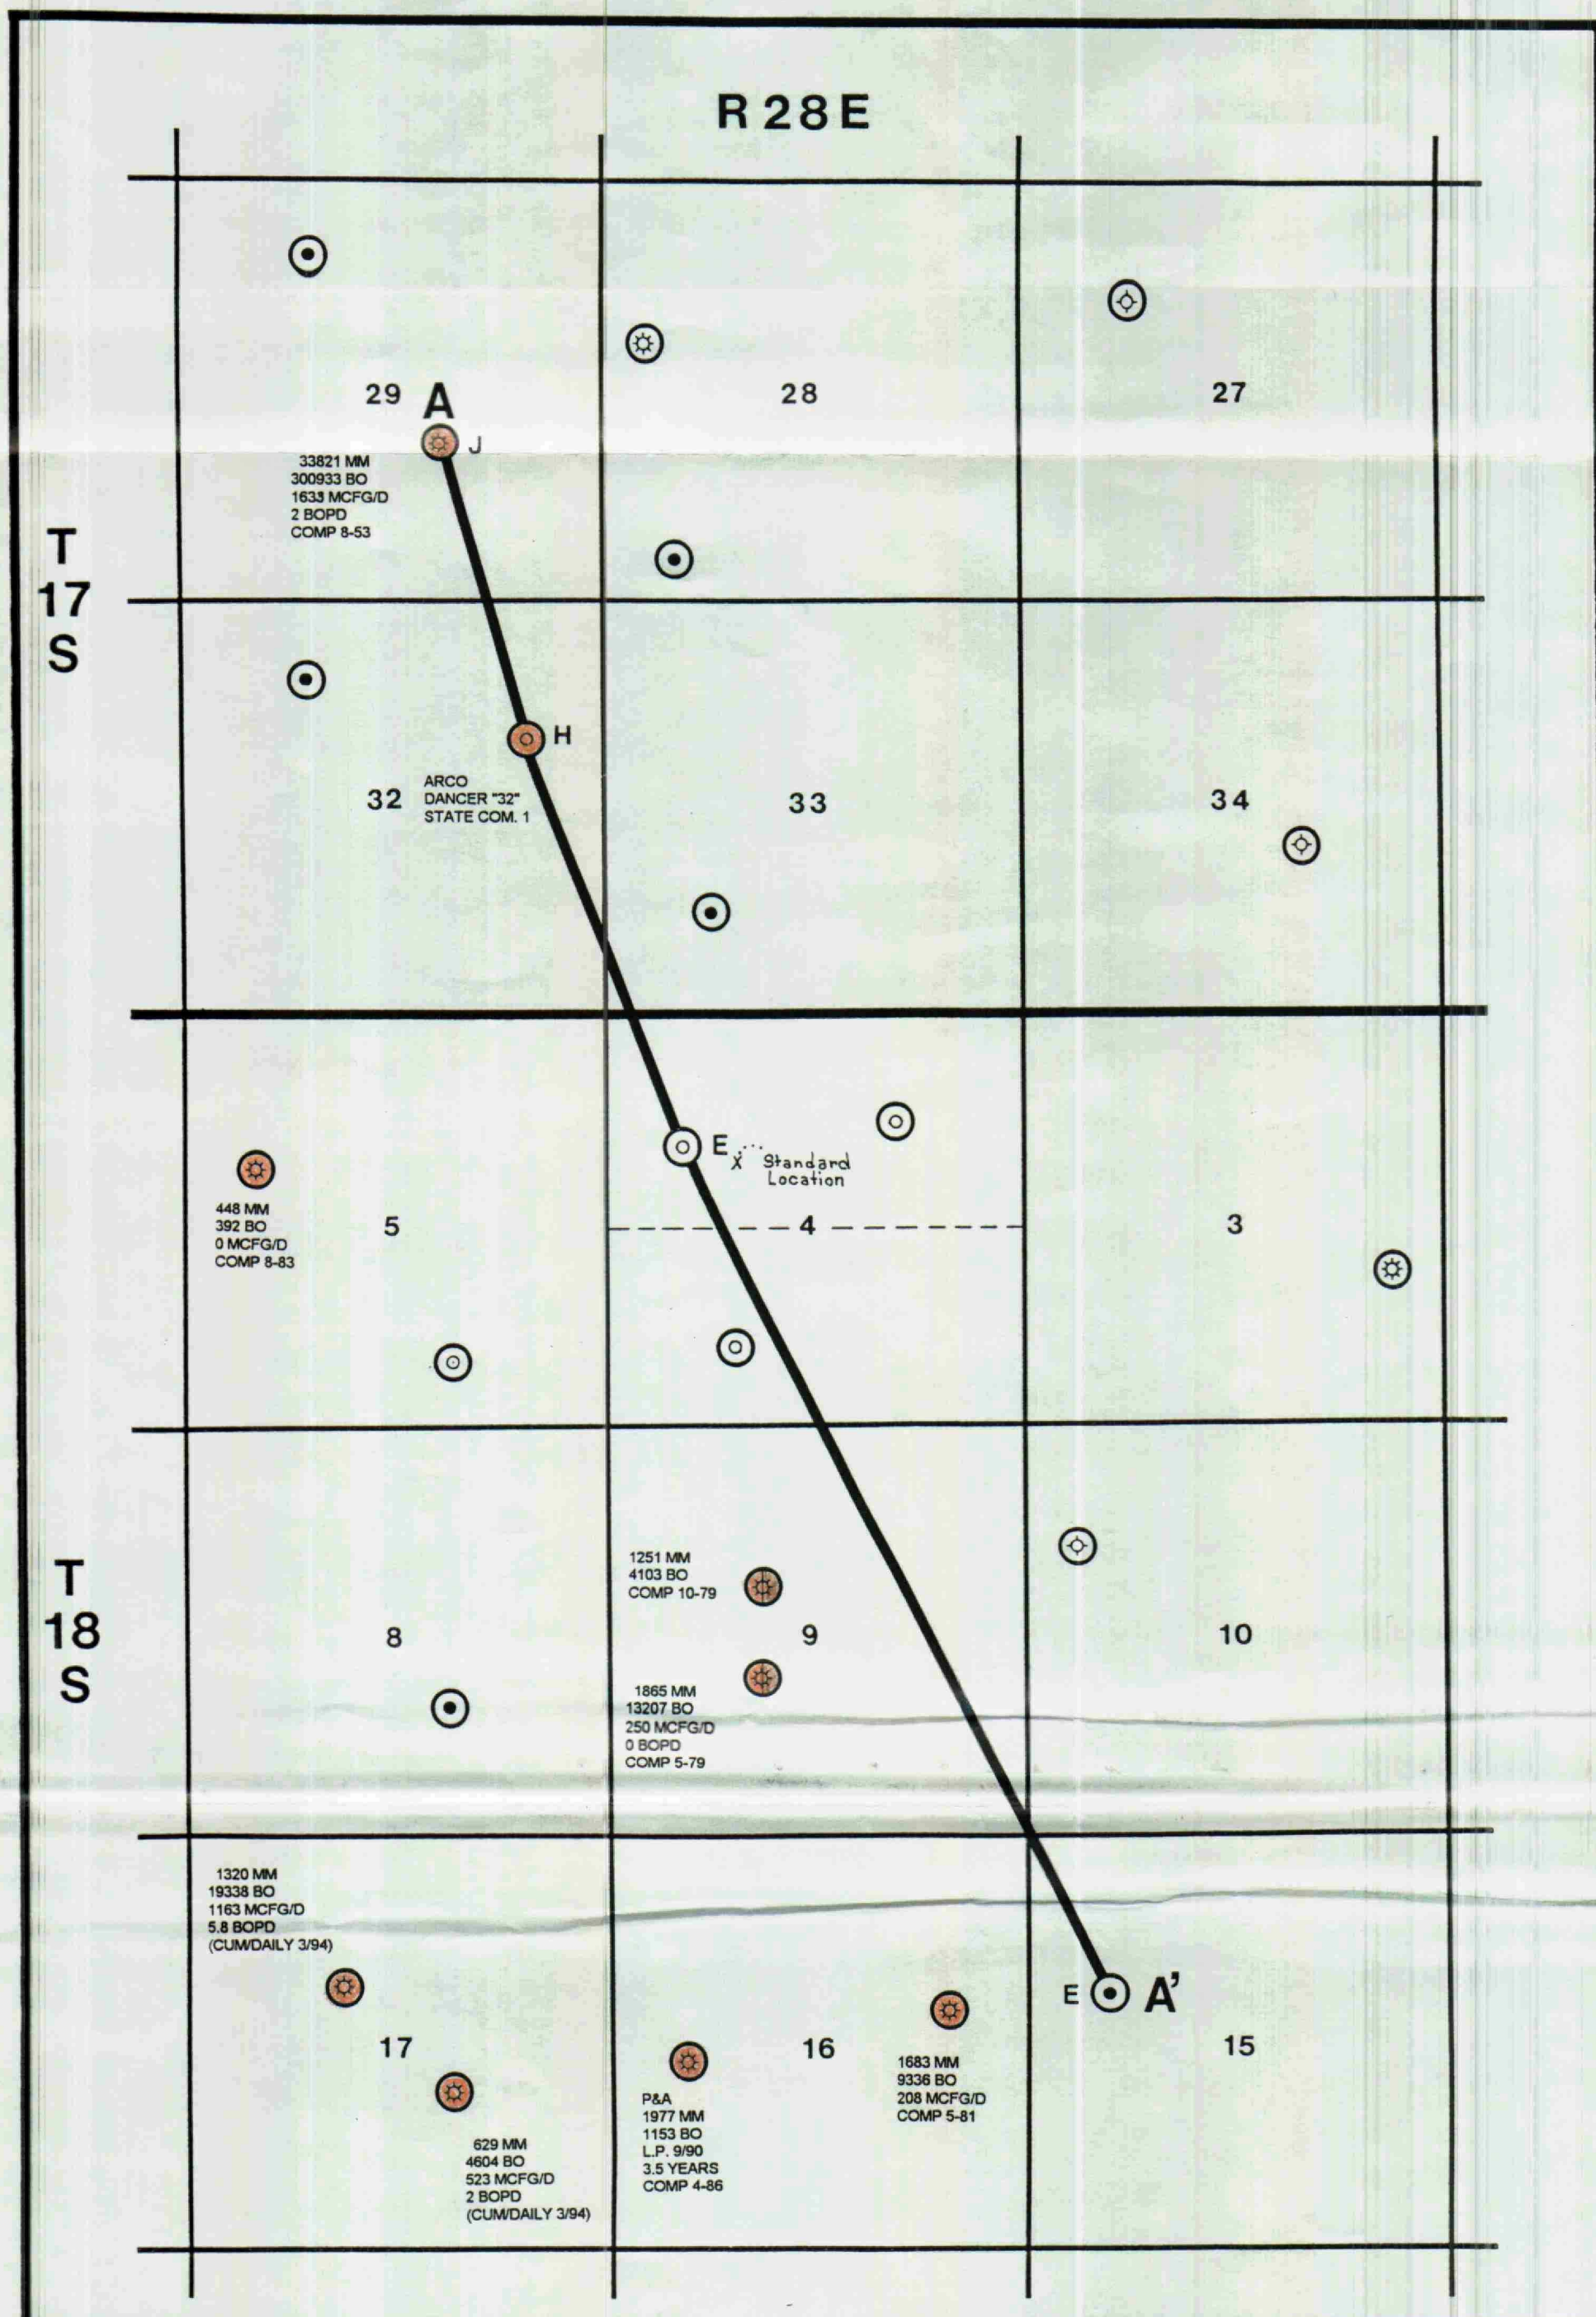 R 28 E
29
A
28
27
J
33821 MM
300933 BO
1633 MCFG/D
2 BOPD
COMP 8-53
T
17
S
H
32
ARCO
DANCER "32"
STATE COM. 1
33
34
E
X
Standard
Location
448 MM
392 BO
0 MCFG/D
COMP 8-83
5
4
3
1251 MM
4103 BO
COMP 10-79
T
18
S
8
9
10
1865 MM
13207 BO
250 MCFG/D
0 BOPD
COMP 5-79
1320 MM
19338 BO
1163 MCFG/D
5.8 BOPD
(CUM/DAILY 3/94)
E
A'
17
16
15
1683 MM
9336 BO
208 MCFG/D
COMP 5-81
P&A
1977 MM
1153 BO
L.P. 9/90
3.5 YEARS
COMP 4-86
629 MM
4604 BO
523 MCFG/D
2 BOPD
(CUM/DAILY 3/94)